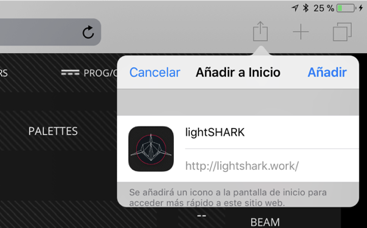 25 %
RS
PROG/C
Cancelar
Añadir a Inicio
Añadir
PALETTES
lightSHARK
http://lightshark.work/
Se añadirá un icono a la pantalla de inicio para
acceder más rápido a este sitio web.
--
BEAM